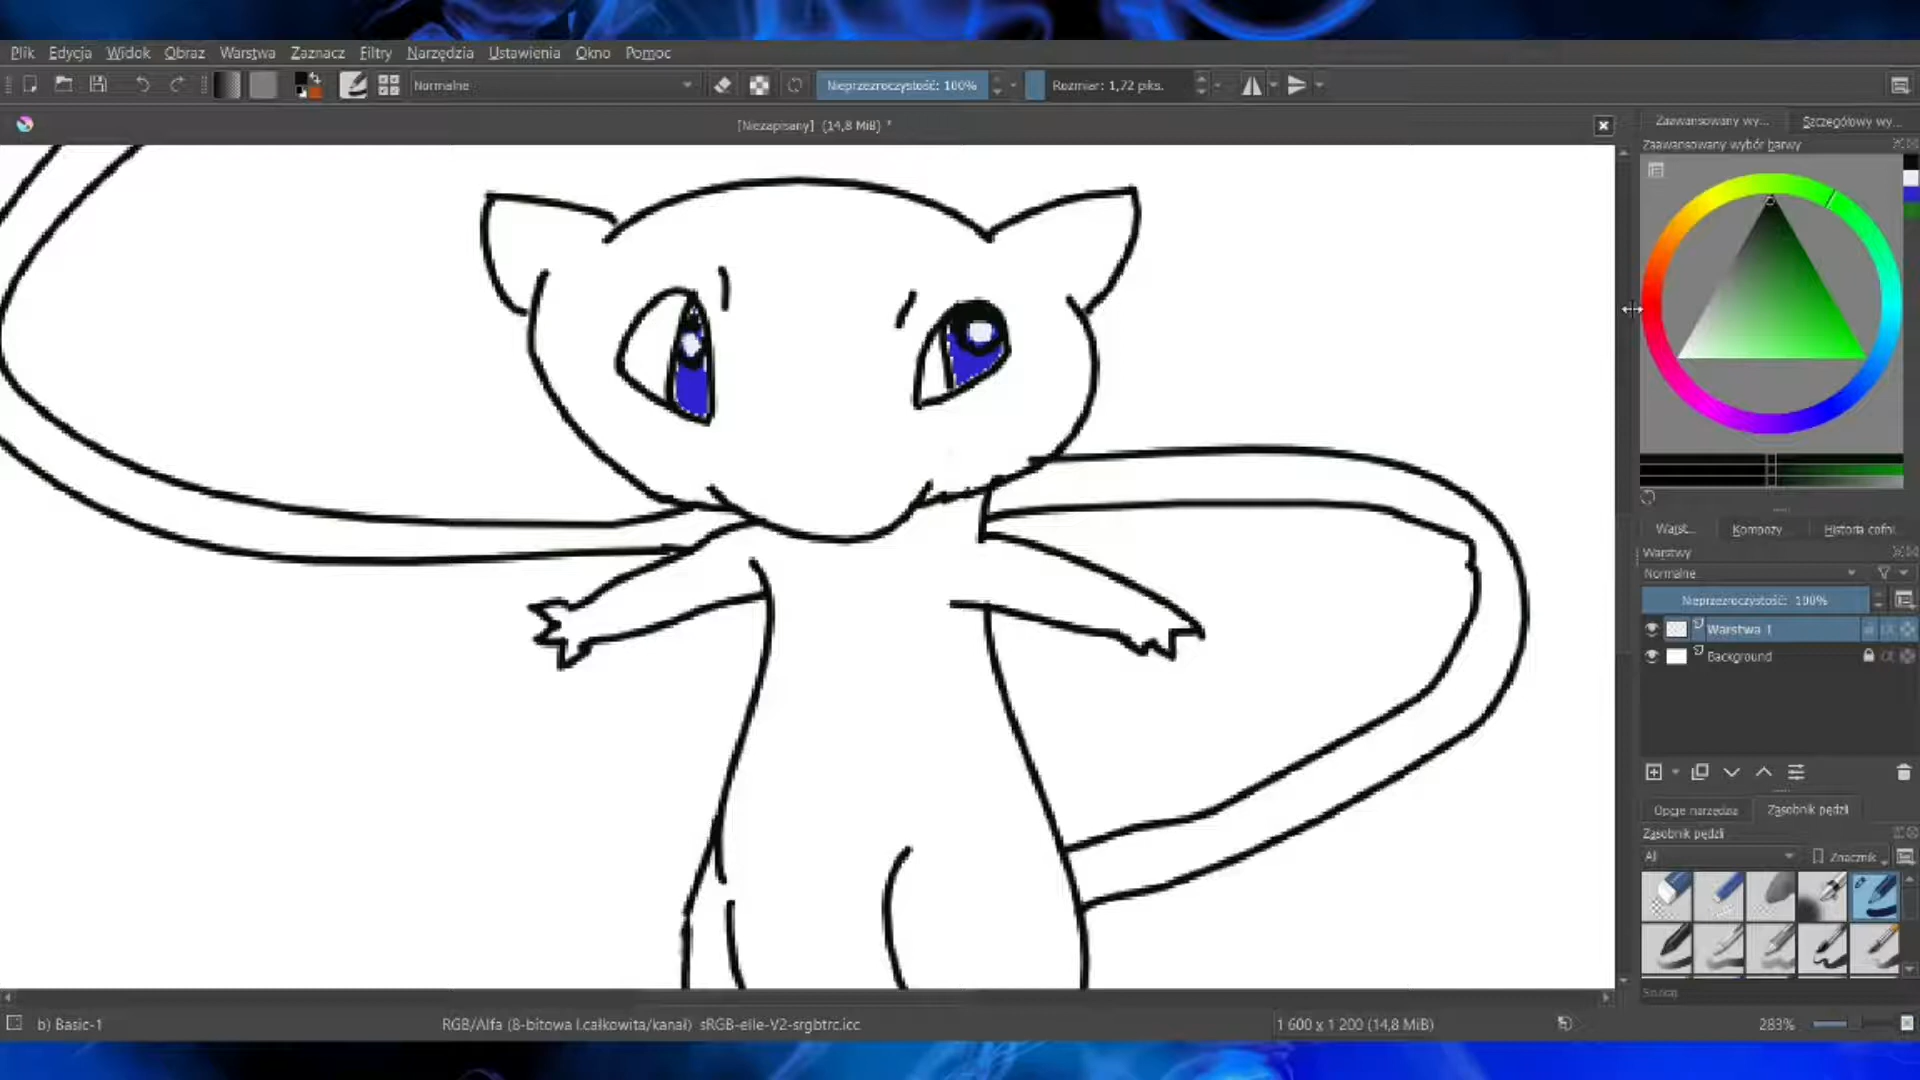 Plik Edycja Widok Obraz Warstwa Zaznacz Filtry Narzędzia Ustawienia Okno Pomoc
Normalne Nieprzezroczystość: 100% Rozmiar: 1,72 piks.
[Niezapisany] (14,8 MiB) *
Zaawansowany wy... Szczegółowy wy...
Zaawansowany wybór barwy
Warst... Kompozy Historia cofni
Warstwy
Normalne
Nieprzezroczystość: 100%
Warstwa 1
Background
Opcje narzędzia Zasobnik pędzli
Zasobnik pędzli
All Znacznik
Szukaj
b) Basic-1 RGB/Alfa (8-bitowa l.całkowita/kanał) sRGB-elle-V2-srgbtrc.icc 1 600 x 1 200 (14,8 MiB) 283%